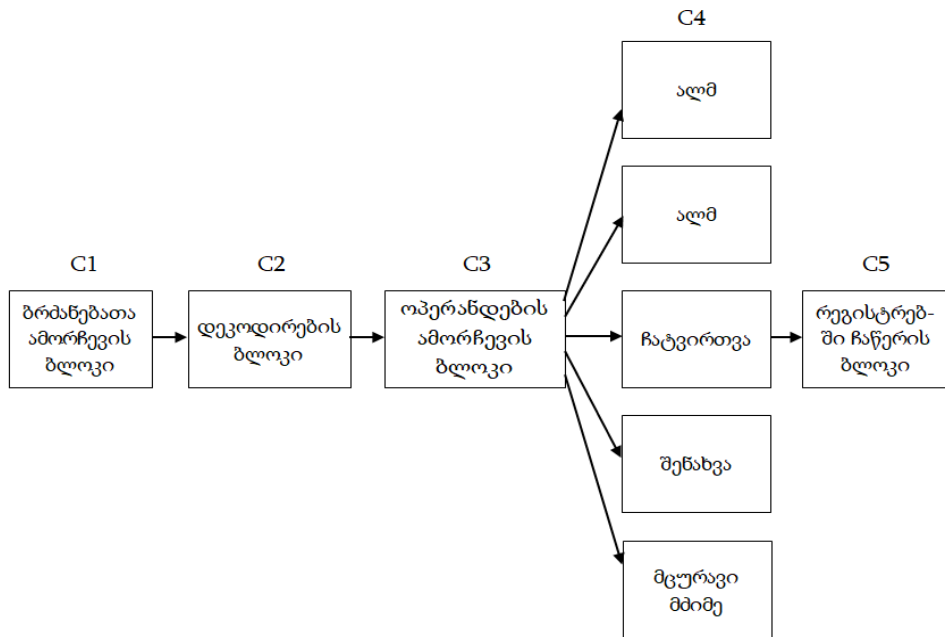 C4
ალმ
ალმ
C1
C2
C3
C5
ბრძანებათა
ამორჩევის
ბლოკი
დეკოდირების
ბლოკი
ოპერანდების
ამორჩევის
ბლოკი
ჩატვირთვა
რეგისტრებ-
ში ჩაწერის
ბლოკი
შენახვა
მცურავი
მძიმე